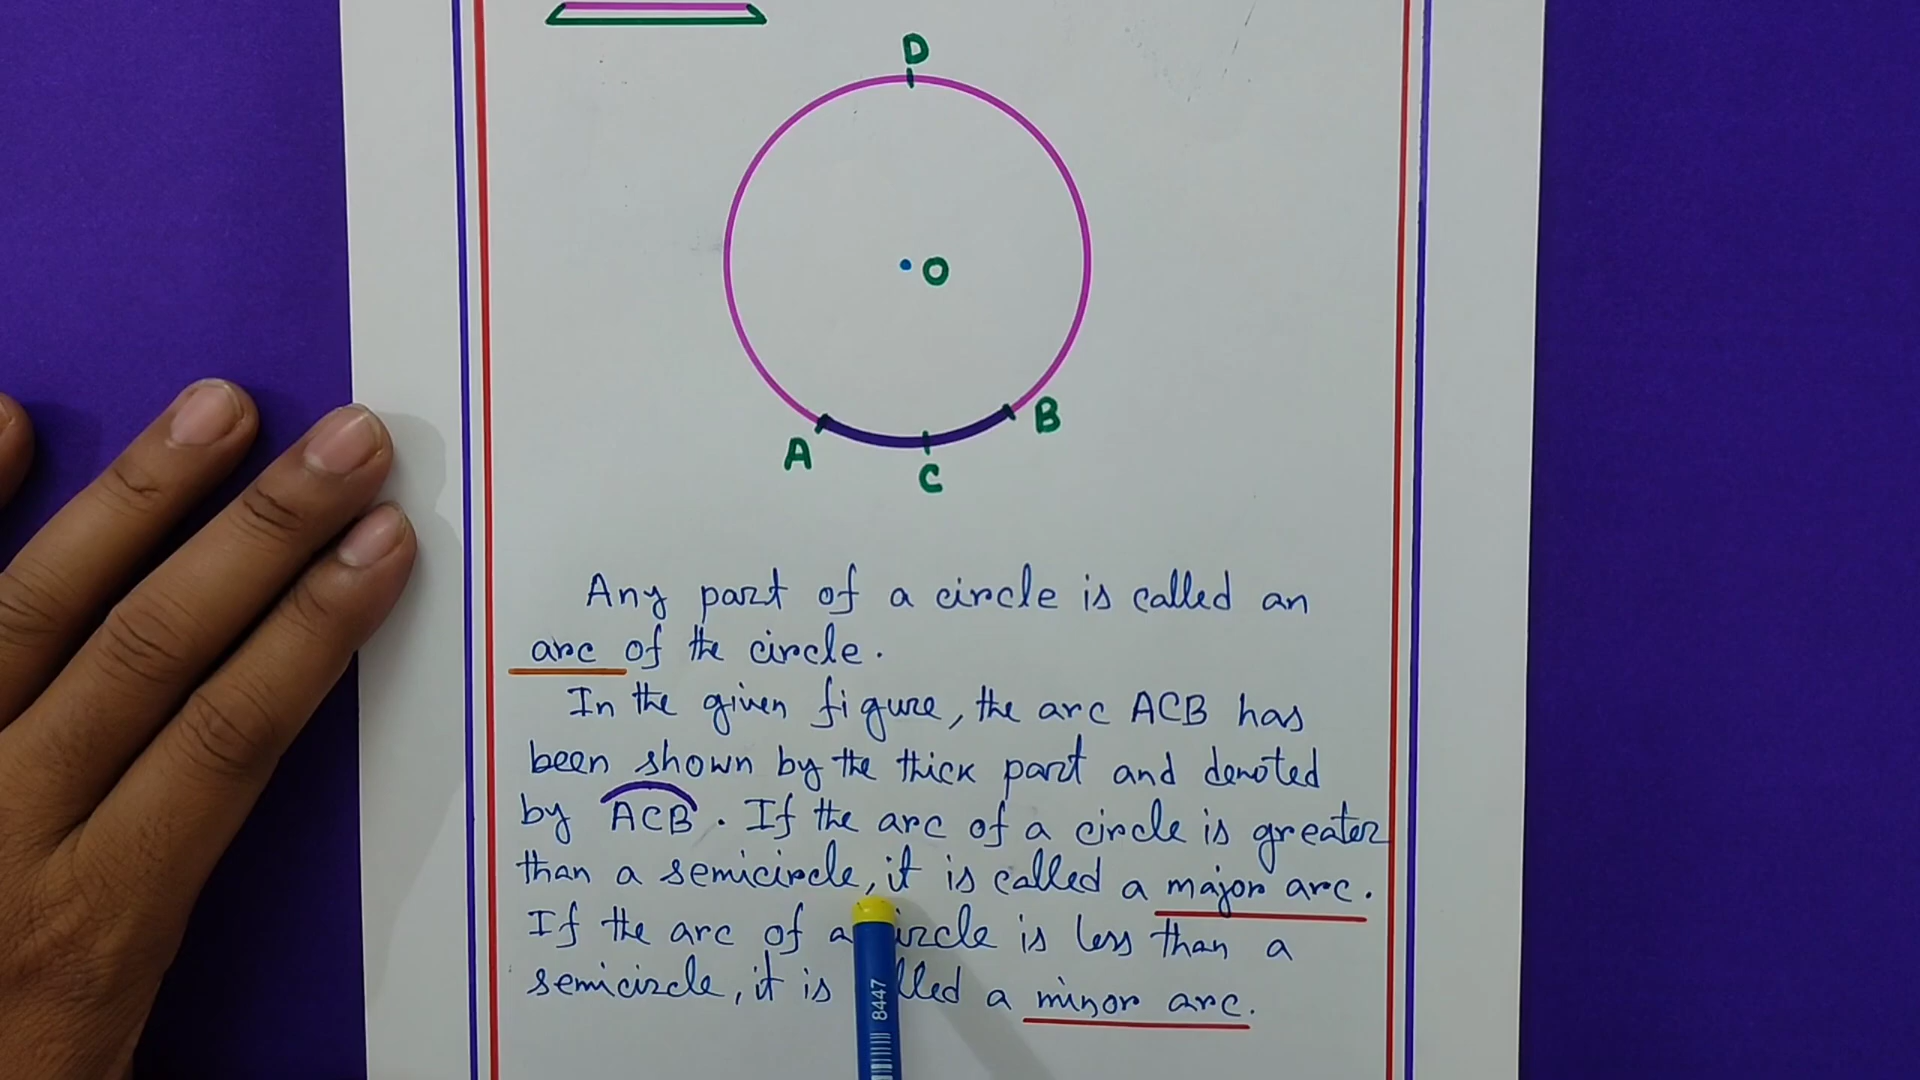 D
O
A
B
C
Any part of a circle is called an
arc of the circle.
In the given figure, the arc ACB has
been shown by the thick part and denoted
by ACB. If the arc of a circle is greater
than a semicircle, it is called a major arc.
If the arc of a circle is less than a
semicircle, it is called a minor arc.
8447